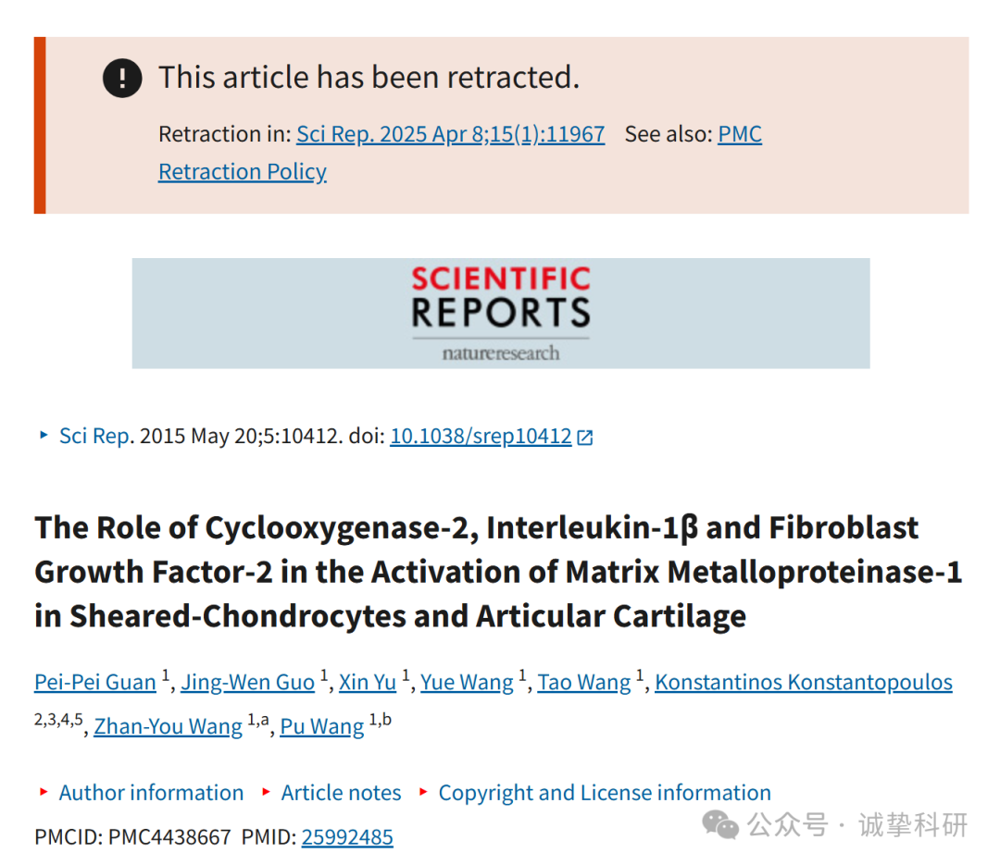 This article has been retracted.
Retraction in: Sci Rep. 2025 Apr 8;15(1):11967 See also: PMC
Retraction Policy
SCIENTIFIC
REPORTS
natureresearch
Sci Rep. 2015 May 20;5:10412. doi: 10.1038/srep10412
The Role of Cyclooxygenase-2, Interleukin-1β and Fibroblast
Growth Factor-2 in the Activation of Matrix Metalloproteinase-1
in Sheared-Chondrocytes and Articular Cartilage
Pei-Pei Guan 1, Jing-Wen Guo 1, Xin Yu 1, Yue Wang 1, Tao Wang 1, Konstantinos Konstantopoulos
2,3,4,5, Zhan-You Wang 1,a, Pu Wang 1,b
Author information Article notes Copyright and License information
PMCID: PMC4438667 PMID: 25992485
公众号 · 诚挚科研